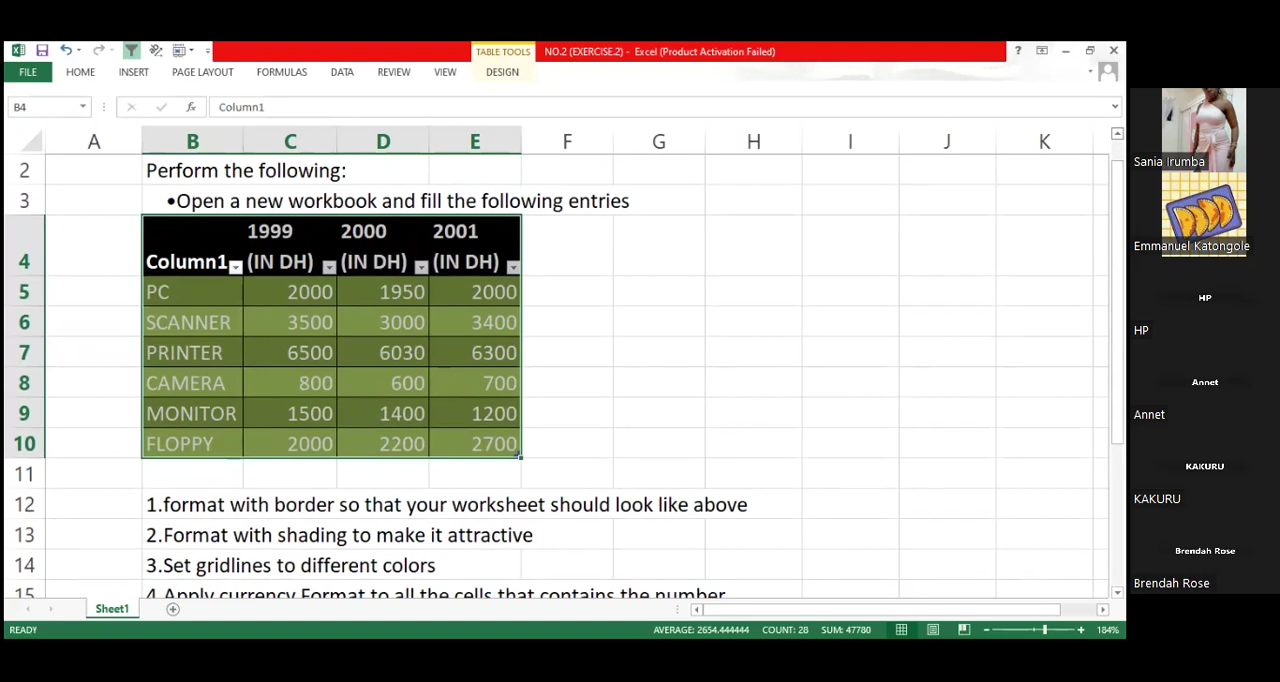 TABLE TOOLS NO.2 (EXERCISE.2) - Excel (Product Activation Failed) ?
FILE HOME INSERT PAGE LAYOUT FORMULAS DATA REVIEW VIEW DESIGN
B4 fx Column1
A B C D E F G H I J K
2 Perform the following:
3 •Open a new workbook and fill the following entries
1999 2000 2001
4 Column1 (IN DH) (IN DH) (IN DH)
5 PC 2000 1950 2000
6 SCANNER 3500 3000 3400
7 PRINTER 6500 6030 6300
8 CAMERA 800 600 700
9 MONITOR 1500 1400 1200
10 FLOPPY 2000 2200 2700
11
12 1.format with border so that your worksheet should look like above
13 2.Format with shading to make it attractive
14 3.Set gridlines to different colors
15 4.Apply currency Format to all the cells that contains the number
Sheet1
READY AVERAGE: 2654.444444 COUNT: 28 SUM: 47780 184%
Sania Irumba
Emmanuel Katongole
HP
HP
Annet
Annet
KAKURU
KAKURU
Brendah Rose
Brendah Rose